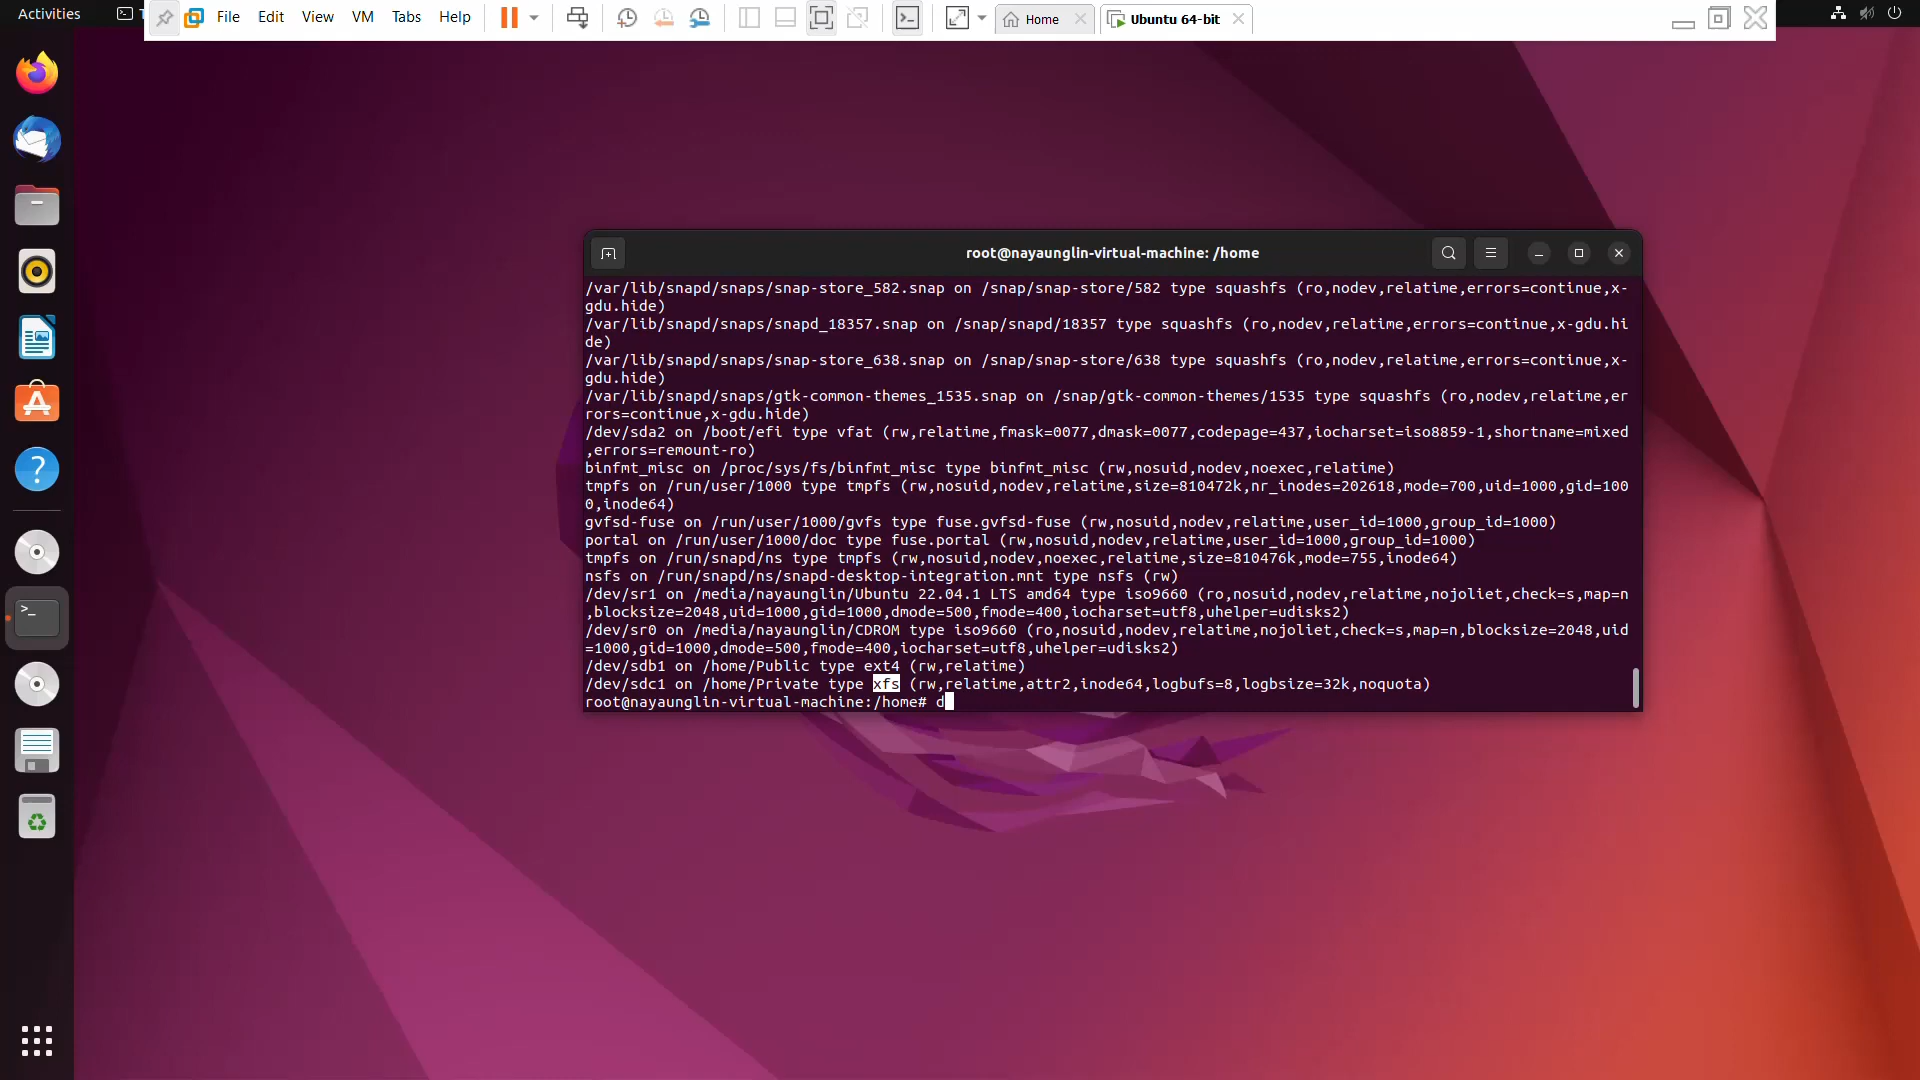 Activities
File Edit View VM Tabs Help
Home
Ubuntu 64-bit
root@nayaunglin-virtual-machine: /home
/var/lib/snapd/snaps/snap-store_582.snap on /snap/snap-store/582 type squashfs (ro,nodev,relatime,errors=continue,x-
gdu.hide)
/var/lib/snapd/snaps/snapd_18357.snap on /snap/snapd/18357 type squashfs (ro,nodev,relatime,errors=continue,x-gdu.hi
de)
/var/lib/snapd/snaps/snap-store_638.snap on /snap/snap-store/638 type squashfs (ro,nodev,relatime,errors=continue,x-
gdu.hide)
/var/lib/snapd/snaps/gtk-common-themes_1535.snap on /snap/gtk-common-themes/1535 type squashfs (ro,nodev,relatime,er
rors=continue,x-gdu.hide)
/dev/sda2 on /boot/efi type vfat (rw,relatime,fmask=0077,dmask=0077,codepage=437,iocharset=iso8859-1,shortname=mixed
,errors=remount-ro)
binfmt_misc on /proc/sys/fs/binfmt_misc type binfmt_misc (rw,nosuid,nodev,noexec,relatime)
tmpfs on /run/user/1000 type tmpfs (rw,nosuid,nodev,relatime,size=810472k,nr_inodes=202618,mode=700,uid=1000,gid=100
0,inode64)
gvfsd-fuse on /run/user/1000/gvfs type fuse.gvfsd-fuse (rw,nosuid,nodev,relatime,user_id=1000,group_id=1000)
portal on /run/user/1000/doc type fuse.portal (rw,nosuid,nodev,relatime,user_id=1000,group_id=1000)
tmpfs on /run/snapd/ns type tmpfs (rw,nosuid,nodev,noexec,relatime,size=810476k,mode=755,inode64)
nsfs on /run/snapd/ns/snapd-desktop-integration.mnt type nsfs (rw)
/dev/sr1 on /media/nayaunglin/Ubuntu 22.04.1 LTS amd64 type iso9660 (ro,nosuid,nodev,relatime,nojoliet,check=s,map=n
,blocksize=2048,uid=1000,gid=1000,dmode=500,fmode=400,iocharset=utf8,uhelper=udisks2)
/dev/sr0 on /media/nayaunglin/CDROM type iso9660 (ro,nosuid,nodev,relatime,nojoliet,check=s,map=n,blocksize=2048,uid
=1000,gid=1000,dmode=500,fmode=400,iocharset=utf8,uhelper=udisks2)
/dev/sdb1 on /home/Public type ext4 (rw,relatime)
/dev/sdc1 on /home/Private type xfs (rw,relatime,attr2,inode64,logbufs=8,logbsize=32k,noquota)
root@nayaunglin-virtual-machine:/home# d